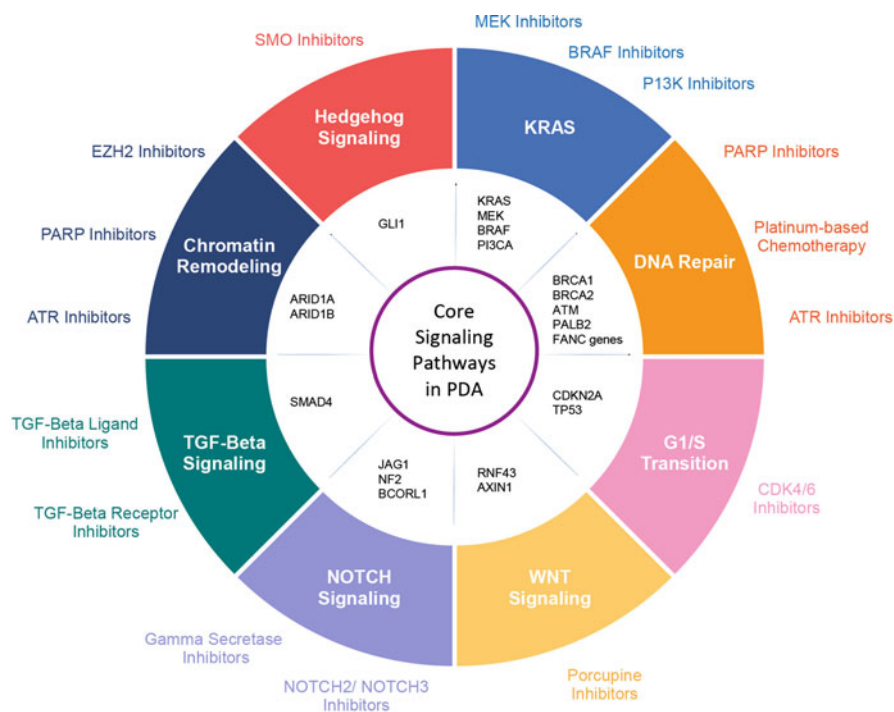 MEK Inhibitors
SMO Inhibitors
BRAF Inhibitors
P13K Inhibitors
Hedgehog
Signaling
KRAS
EZH2 Inhibitors
PARP Inhibitors
PARP Inhibitors
Chromatin
Remodeling
Platinum-based
Chemotherapy
DNA Repair
ATR Inhibitors
ATR Inhibitors
GLI1
KRAS
MEK
BRAF
PI3CA
ARID1A
ARID1B
BRCA1
BRCA2
ATM
PALB2
FANC genes
Core
Signaling
Pathways
in PDA
SMAD4
CDKN2A
TP53
JAG1
NF2
BCORL1
RNF43
AXIN1
TGF-Beta Ligand
Inhibitors
TGF-Beta
Signaling
G1/S
Transition
TGF-Beta Receptor
Inhibitors
CDK4/6
Inhibitors
NOTCH
Signaling
WNT
Signaling
Gamma Secretase
Inhibitors
NOTCH2/ NOTCH3
Inhibitors
Porcupine
Inhibitors